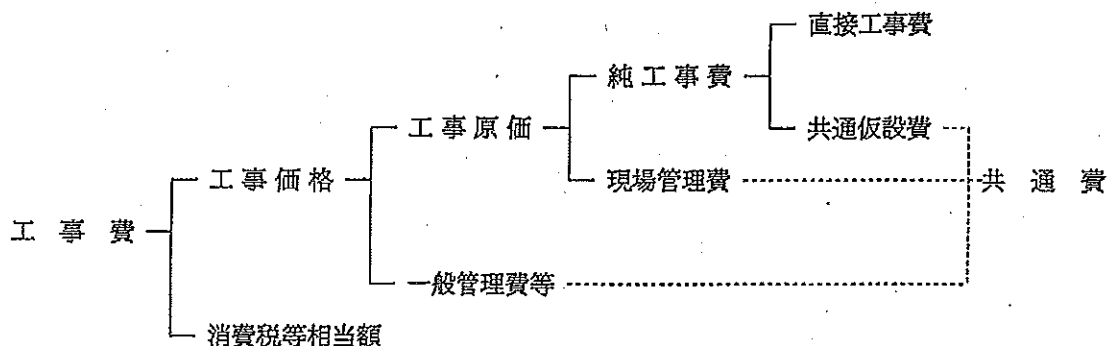 直接工事費
純工事費
工事原価
共通仮設費
工事価格
現場管理費
共通費
工事費
一般管理費等
消費税等相当額